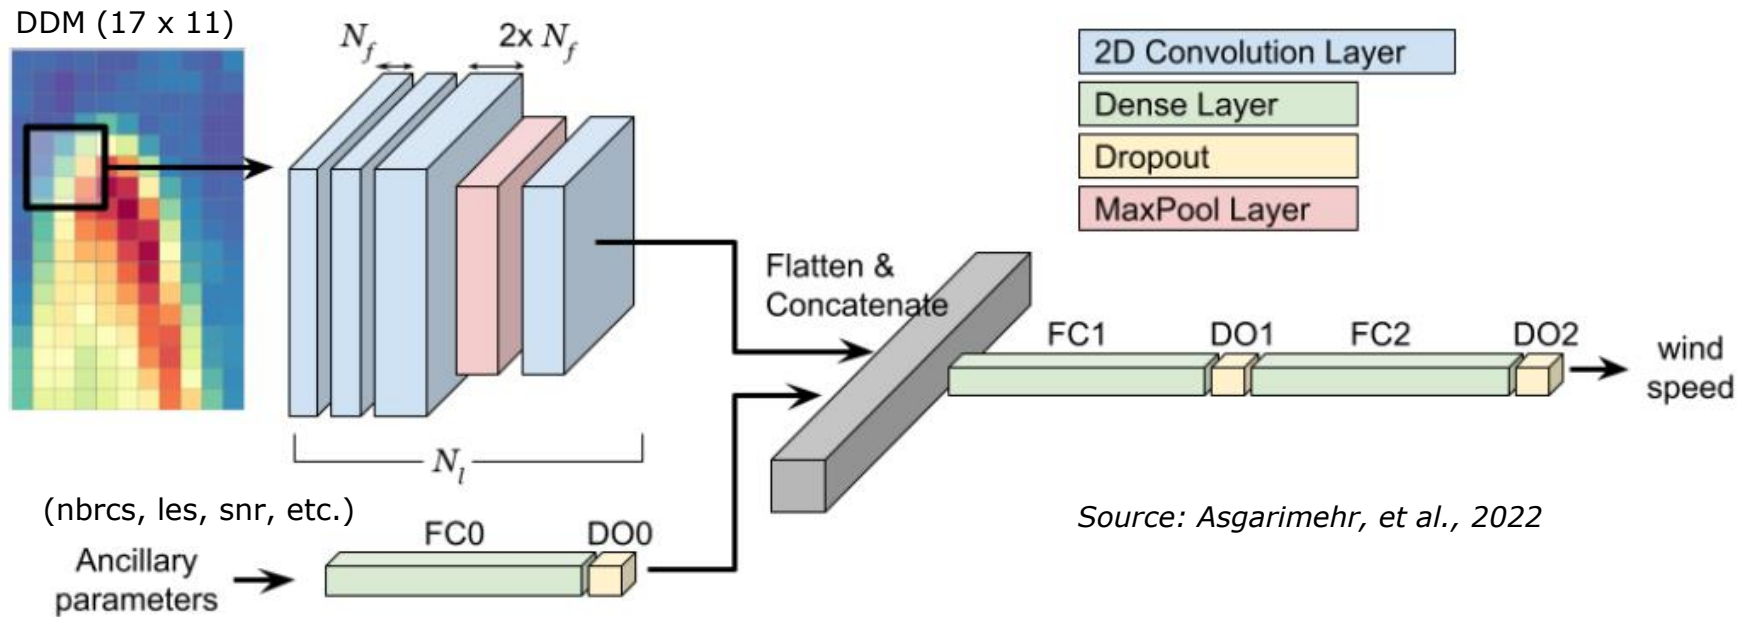 DDM (17 x 11)
N_f
2x N_f
2D Convolution Layer
Dense Layer
Dropout
MaxPool Layer
Flatten &
Concatenate
FC1
DO1
FC2
DO2
wind
speed
N_l
(nbrcs, les, snr, etc.)
FC0
DO0
Ancillary
parameters
Source: Asgarimehr, et al., 2022